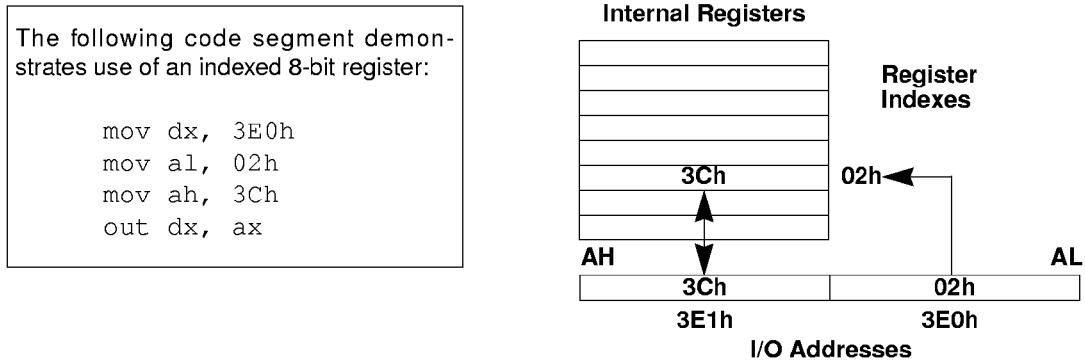 The following code segment demon-
strates use of an indexed 8-bit register:
mov dx, 3E0h
mov al, 02h
mov ah, 3Ch
out dx, ax
Internal Registers
Register
Indexes
3Ch
02h
AH
AL
3Ch
02h
3E1h
3E0h
I/O Addresses